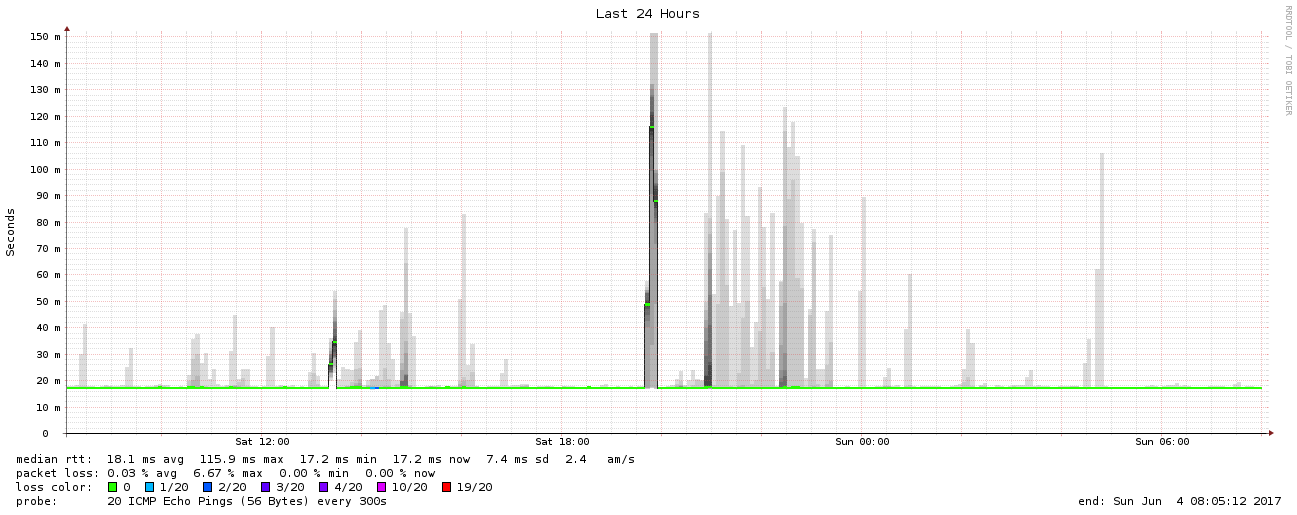 Last 24 Hours
RRDTOOL / TOBI OETIKER
Seconds
150 m
140 m
130 m
120 m
110 m
100 m
90 m
80 m
70 m
60 m
50 m
40 m
30 m
20 m
10 m
0
Sat 12:00 Sat 18:00 Sun 00:00 Sun 06:00
median rtt: 18.1 ms avg 115.9 ms max 17.2 ms min 17.2 ms now 7.4 ms sd 2.4 am/s
packet loss: 0.03 % avg 6.67 % max 0.00 % min 0.00 % now
loss color: 0 1/20 2/20 3/20 4/20 10/20 19/20
probe: 20 ICMP Echo Pings (56 Bytes) every 300s end: Sun Jun 4 08:05:12 2017